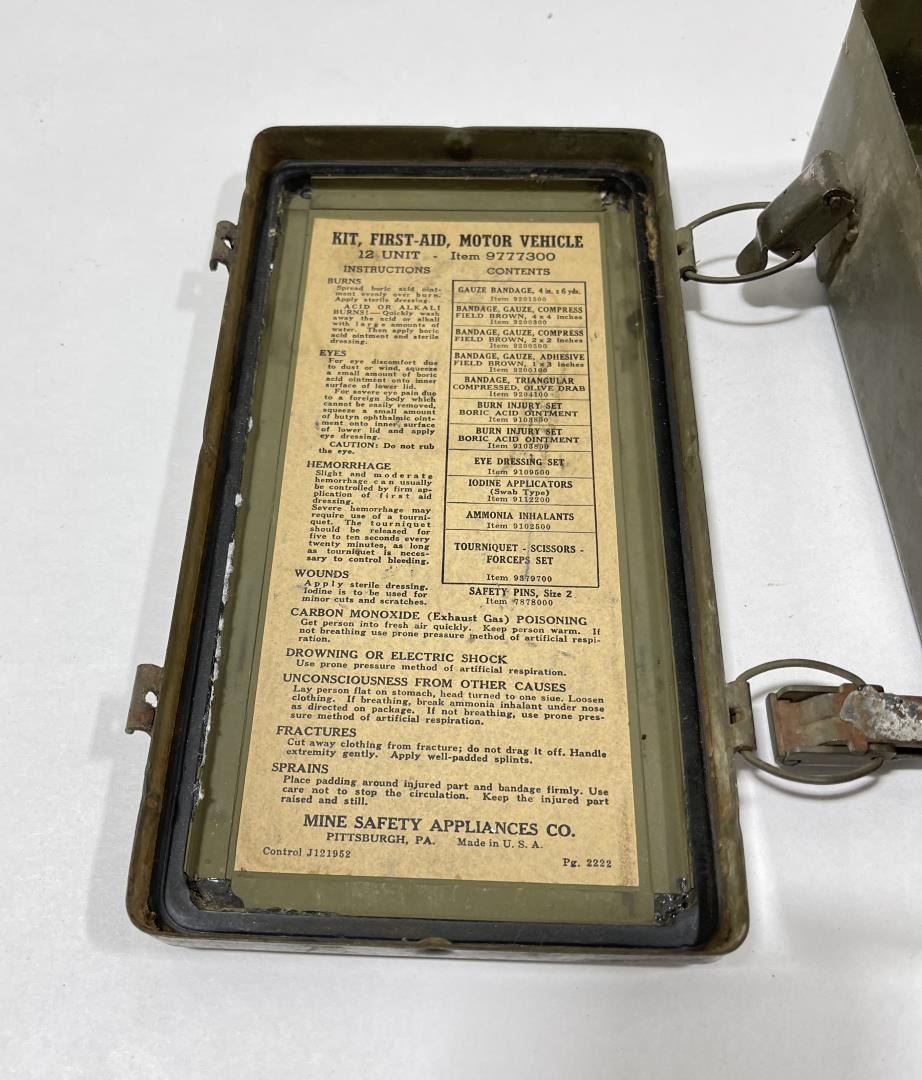 KIT, FIRST-AID, MOTOR VEHICLE
12 UNIT - Item 9777300
INSTRUCTIONS
BURNS
Spread boric acid oint-
ment evenly over burn.
Apply sterile dressing.
ACID OR ALKALI
BURNS!—Quickly wash
away the acid or alkali
with large amounts of
water. Then apply boric
acid ointment and sterile
dressing.
EYES
For eye discomfort due
to dust or wind, squeeze
a small amount of boric
acid ointment onto inner
surface of lower lid.
For severe eye pain due
to a foreign body which
cannot be easily removed,
squeeze a small amount
of butyn ophthalmic oint-
ment onto inner surface
of lower lid and apply
eye dressing.
CAUTION: Do not rub
the eye.
HEMORRHAGE
Slight and moderate
hemorrhage can usually
be controlled by firm ap-
plication of first aid
dressing.
Severe hemorrhage may
require use of a tourni-
quet. The tourniquet
should be released for
five to ten seconds every
twenty minutes, as long
as tourniquet is neces-
sary to control bleeding.
WOUNDS
Apply sterile dressing.
Iodine is to be used for
minor cuts and scratches.
CONTENTS
GAUZE BANDAGE, 4 in. x 6 yds.
Item 9201500
BANDAGE, GAUZE, COMPRESS
FIELD BROWN, 4 x 4 Inches
Item 9200300
BANDAGE, GAUZE, COMPRESS
FIELD BROWN, 2 x 2 Inches
Item 9200500
BANDAGE, GAUZE, ADHESIVE
FIELD BROWN, 1 x 3 Inches
Item 9200100
BANDAGE, TRIANGULAR
COMPRESSED, OLIVE DRAB
Item 9204100
BURN INJURY SET
BORIC ACID OINTMENT
Item 9103800
BURN INJURY SET
BORIC ACID OINTMENT
Item 9103800
EYE DRESSING SET
Item 9109500
IODINE APPLICATORS
(Swab Type)
Item 9112200
AMMONIA INHALANTS
Item 9102500
TOURNIQUET - SCISSORS -
FORCEPS SET
Item 9379700
SAFETY PINS, Size 2
Item 7878000
CARBON MONOXIDE (Exhaust Gas) POISONING
Get person into fresh air quickly. Keep person warm. If
not breathing use prone pressure method of artificial respi-
ration.
DROWNING OR ELECTRIC SHOCK
Use prone pressure method of artificial respiration.
UNCONSCIOUSNESS FROM OTHER CAUSES
Lay person flat on stomach, head turned to one side. Loosen
clothing. If breathing, break ammonia inhalant under nose
as directed on package. If not breathing, use prone pres-
sure method of artificial respiration.
FRACTURES
Cut away clothing from fracture; do not drag it off. Handle
extremity gently. Apply well-padded splints.
SPRAINS
Place padding around injured part and bandage firmly. Use
care not to stop the circulation. Keep the injured part
raised and still.
MINE SAFETY APPLIANCES CO.
PITTSBURGH, PA. Made in U. S. A.
Control J121952
Pg. 2222